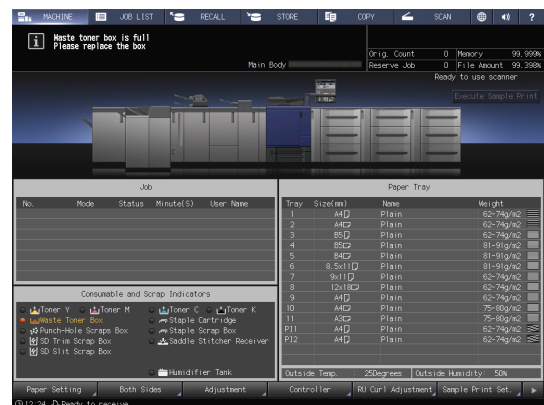 MACHINE JOB LIST RECALL STORE COPY SCAN ?
i Waste toner box is full
Please replace the box
Main Body
Orig. Count 0 Memory 99.999%
Reserve Job 0 File Amount 99.398%
Ready to use scanner
Execute Sample Print
Job
No. Mode Status Minute(S) User Name
Paper Tray
Tray Size(mm) Name Weight
1 A4 Plain 62-74g/m2
2 A4 Plain 62-74g/m2
3 B5 Plain 62-74g/m2
4 B5 Plain 81-91g/m2
5 B4 Plain 81-91g/m2
6 8.5x11 Plain 81-91g/m2
7 9x11 Plain 62-74g/m2
8 12x18 Plain 62-74g/m2
9 A4 Plain 62-74g/m2
10 A4 Plain 75-80g/m2
11 A3 Plain 75-80g/m2
PI1 A4 Plain 62-74g/m2
PI2 A4 Plain 62-74g/m2
Consumable and Scrap Indicators
Toner Y Toner M Toner C Toner K
Waste Toner Box Staple Cartridge
Punch-Hole Scraps Box Staple Scrap Box
SD Trim Scrap Box Saddle Stitcher Receiver
SD Slit Scrap Box
Humidifier Tank
Outside Temp. : 25Degrees Outside Humidity: 50%
Paper Setting Both Sides Adjustment Controller RU Curl Adjustment Sample Print Set.
12:24 Ready to receive